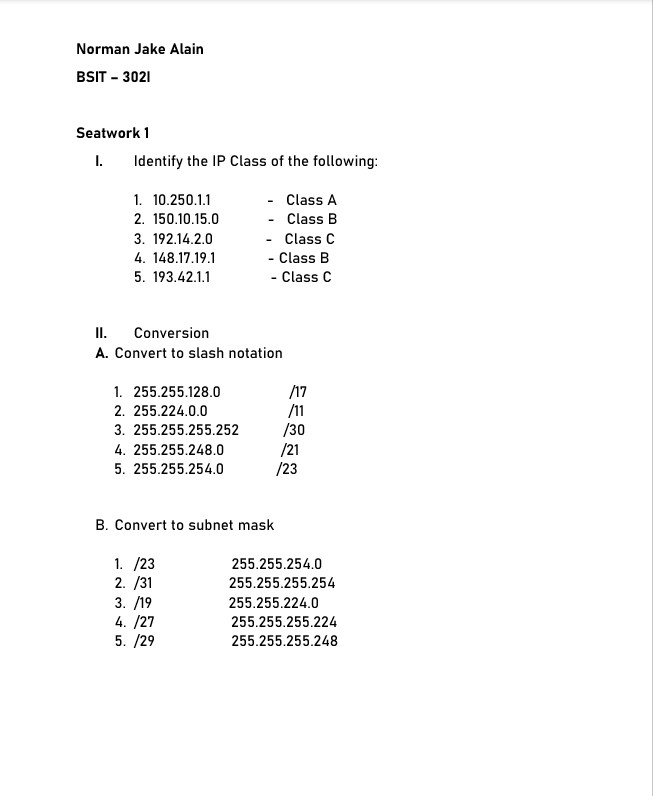 Norman Jake Alain
BSIT – 302I
Seatwork 1
I. Identify the IP Class of the following:
1. 10.250.1.1 - Class A
2. 150.10.15.0 - Class B
3. 192.14.2.0 - Class C
4. 148.17.19.1 - Class B
5. 193.42.1.1 - Class C
II. Conversion
A. Convert to slash notation
1. 255.255.128.0 /17
2. 255.224.0.0 /11
3. 255.255.255.252 /30
4. 255.255.248.0 /21
5. 255.255.254.0 /23
B. Convert to subnet mask
1. /23 255.255.254.0
2. /31 255.255.255.254
3. /19 255.255.224.0
4. /27 255.255.255.224
5. /29 255.255.255.248